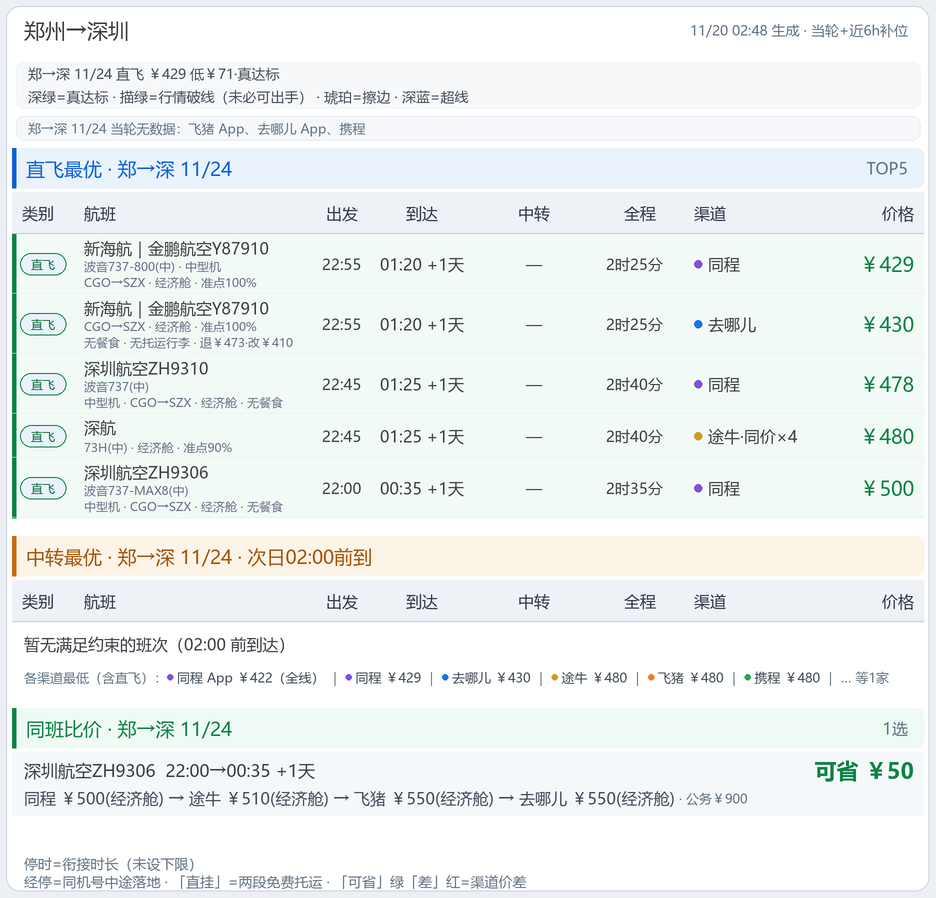 郑州→深圳
11/20 02:48 生成 · 当轮+近6h补位
郑→深 11/24 直飞 ￥429 低￥71·真达标
深绿=真达标 · 描绿=行情破线（未必可出手） · 琥珀=擦边 · 深蓝=超线
郑→深 11/24 当轮无数据：飞猪 App、去哪儿 App、携程
直飞最优 · 郑→深 11/24 TOP5
类别 航班 出发 到达 中转 全程 渠道 价格
新海航｜金鹏航空Y87910
波音737-800(中) · 中型机
直飞 22:55 01:20 +1天 — 2时25分 同程 ￥429
CGO→SZX · 经济舱 · 准点100%
新海航｜金鹏航空Y87910
CGO→SZX · 经济舱 · 准点100%
直飞 22:55 01:20 +1天 — 2时25分 去哪儿 ￥430
无餐食 · 无托运行李 · 退￥473·改￥410
深圳航空ZH9310
波音737(中)
直飞 22:45 01:25 +1天 — 2时40分 同程 ￥478
中型机 · CGO→SZX · 经济舱 · 无餐食
深航
直飞 22:45 01:25 +1天 — 2时40分 途牛·同价×4 ￥480
73H(中) · 经济舱 · 准点90%
深圳航空ZH9306
波音737-MAX8(中)
直飞 22:00 00:35 +1天 — 2时35分 同程 ￥500
中型机 · CGO→SZX · 经济舱 · 无餐食
中转最优 · 郑→深 11/24 · 次日02:00前到
类别 航班 出发 到达 中转 全程 渠道 价格
暂无满足约束的班次（02:00 前到达）
各渠道最低（含直飞）: 同程 App ￥422（全线） | 同程 ￥429 | 去哪儿 ￥430 | 途牛 ￥480 | 飞猪 ￥480 | 携程 ￥480 | … 等1家
同班比价 · 郑→深 11/24 1选
深圳航空ZH9306 22:00→00:35 +1天 可省 ￥50
同程 ￥500(经济舱) → 途牛 ￥510(经济舱) → 飞猪 ￥550(经济舱) → 去哪儿 ￥550(经济舱) · 公务￥900
停时=衔接时长（未设下限）
经停=同机号中途落地 · 「直挂」=两段免费托运 · 「可省」绿「差」红=渠道价差